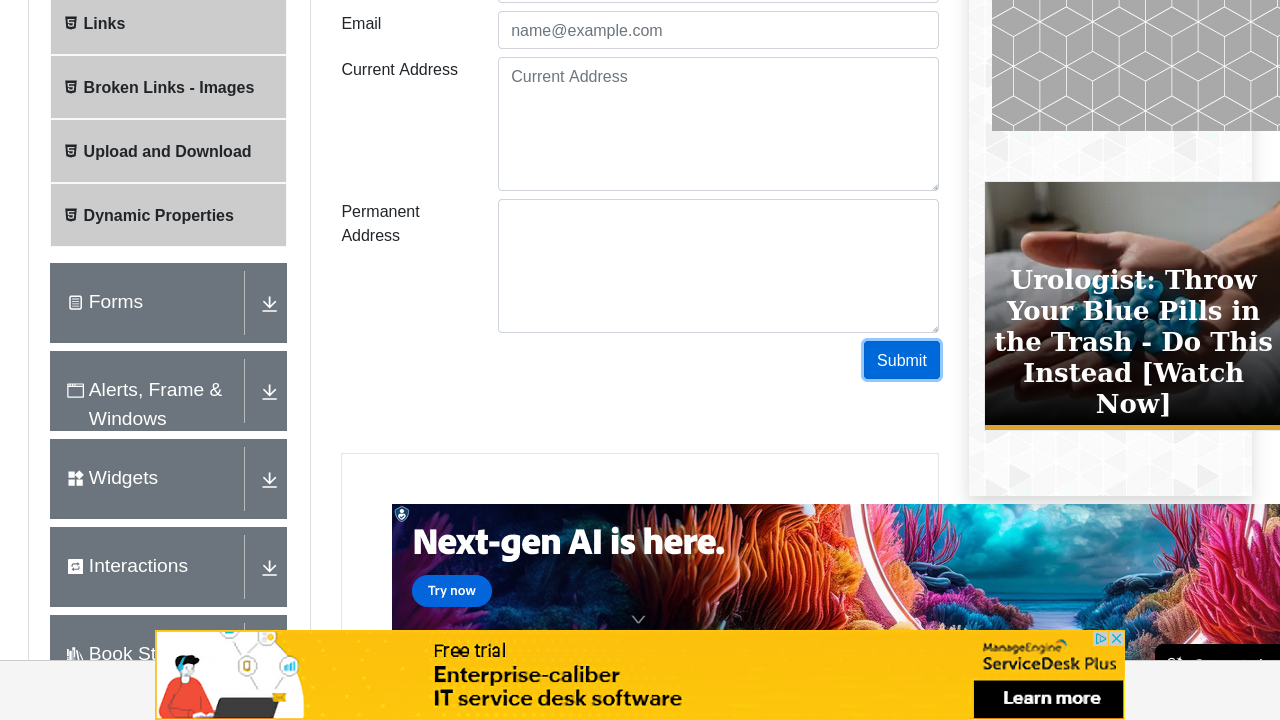 Links
Broken Links - Images
Upload and Download
Dynamic Properties
Forms
Alerts, Frame &
Windows
Widgets
Interactions
Email
name@example.com
Current Address
Current Address
Permanent
Address
Submit
Urologist: Throw
Your Blue Pills in
the Trash - Do This
Instead [Watch
Now]
Next-gen AI is here.
Try now
Free trial
Enterprise-caliber
IT service desk software
ManageEngine
ServiceDesk Plus
Learn more